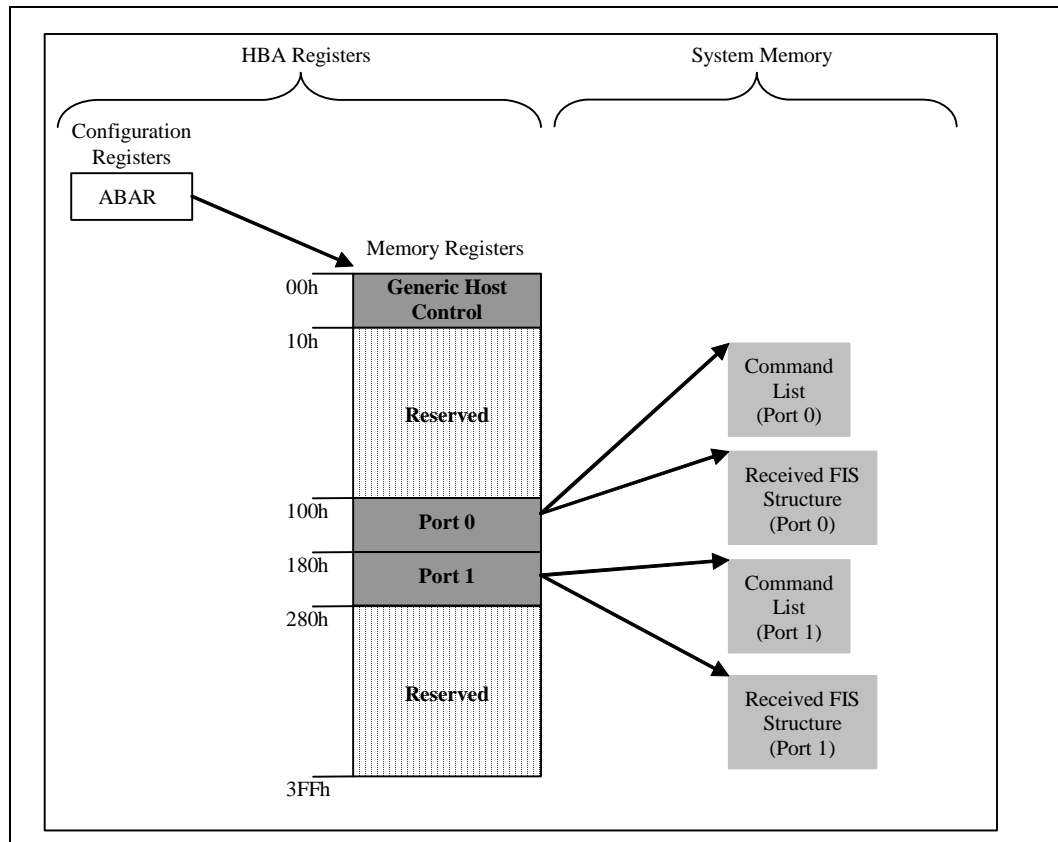 HBA Registers
System Memory
Configuration
Registers
ABAR
Memory Registers
00h
Generic Host
Control
10h
Reserved
Command
List
(Port 0)
Received FIS
Structure
(Port 0)
100h
Port 0
180h
Port 1
Command
List
(Port 1)
280h
Reserved
Received FIS
Structure
(Port 1)
3FFh